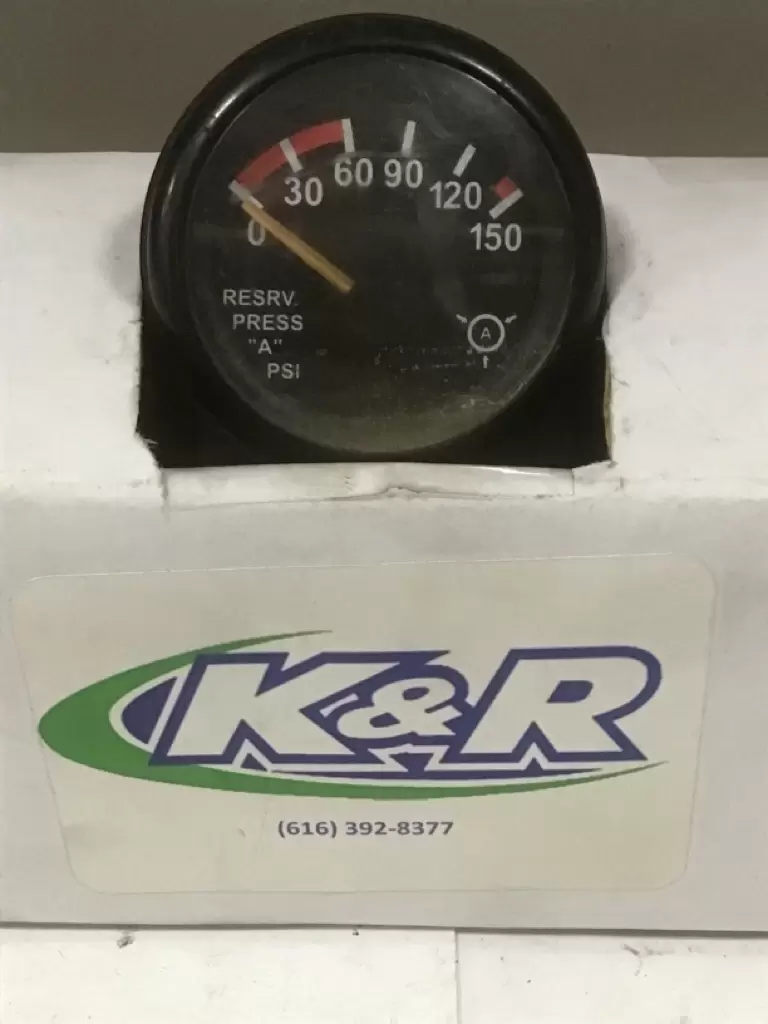 0 30 60 90 120 150
RESRV.
PRESS
"A"
PSI
A
K&R
(616) 392-8377